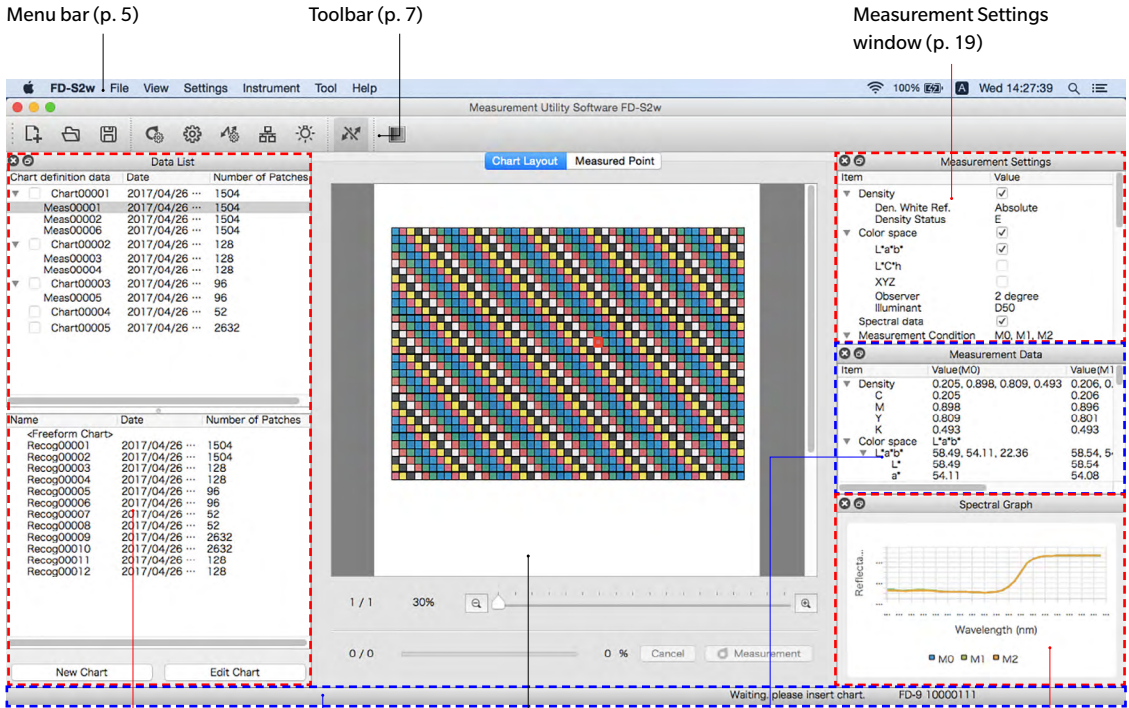 Menu bar (p. 5)
Toolbar (p. 7)
Measurement Settings
window (p. 19)
FD-S2w File View Settings Instrument Tool Help
100% A Wed 14:27:39
Measurement Utility Software FD-S2w
Data List
Chart definition data Date Number of Patches
Chart00001 2017/04/26 ··· 1504
Meas00001 2017/04/26 ··· 1504
Meas00002 2017/04/26 ··· 1504
Meas00006 2017/04/26 ··· 1504
Chart00002 2017/04/26 ··· 128
Meas00003 2017/04/26 ··· 128
Meas00004 2017/04/26 ··· 128
Chart00003 2017/04/26 ··· 96
Meas00005 2017/04/26 ··· 96
Chart00004 2017/04/26 ··· 52
Chart00005 2017/04/26 ··· 2632
Name Date Number of Patches
<Freeform Chart>
Recog00001 2017/04/26 ··· 1504
Recog00002 2017/04/26 ··· 1504
Recog00003 2017/04/26 ··· 128
Recog00004 2017/04/26 ··· 128
Recog00005 2017/04/26 ··· 96
Recog00006 2017/04/26 ··· 96
Recog00007 2017/04/26 ··· 52
Recog00008 2017/04/26 ··· 52
Recog00009 2017/04/26 ··· 2632
Recog00010 2017/04/26 ··· 2632
Recog00011 2017/04/26 ··· 128
Recog00012 2017/04/26 ··· 128
New Chart Edit Chart
Chart Layout Measured Point
1 / 1 30%
0 / 0 0 % Cancel Measurement
Measurement Settings
Item Value
Density
Den. White Ref. Absolute
Density Status E
Color space
L*a*b*
L*C*h
XYZ
Observer 2 degree
Illuminant D50
Spectral data
Measurement Condition M0, M1, M2
Measurement Data
Item Value(M0) Value(M1
Density 0.205, 0.898, 0.809, 0.493 0.206, 0.
C 0.205 0.206
M 0.898 0.896
Y 0.809 0.801
K 0.493 0.493
Color space L*a*b*
L*a*b* 58.49, 54.11, 22.36 58.54, 5
L* 58.49 58.54
a* 54.11 54.08
Spectral Graph
Reflecta...
Wavelength (nm)
M0 M1 M2
Waiting. please insert chart. FD-9 10000111